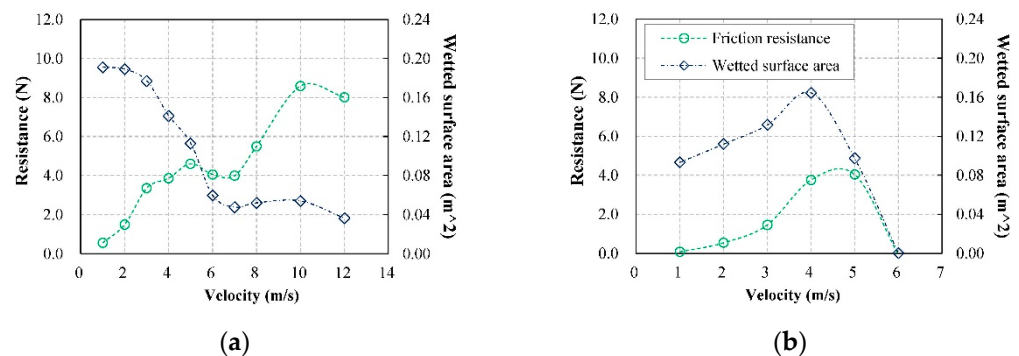 12.0
10.0
8.0
6.0
4.0
2.0
0.0
Resistance (N)
0.24
0.20
0.16
0.12
0.08
0.04
0.00
Wetted surface area (m^2)
0 2 4 6 8 10 12 14
Velocity (m/s)
(a)
12.0
10.0
8.0
6.0
4.0
2.0
0.0
Resistance (N)
Friction resistance
Wetted surface area
0.24
0.20
0.16
0.12
0.08
0.04
0.00
Wetted surface area (m^2)
0 1 2 3 4 5 6 7
Velocity (m/s)
(b)